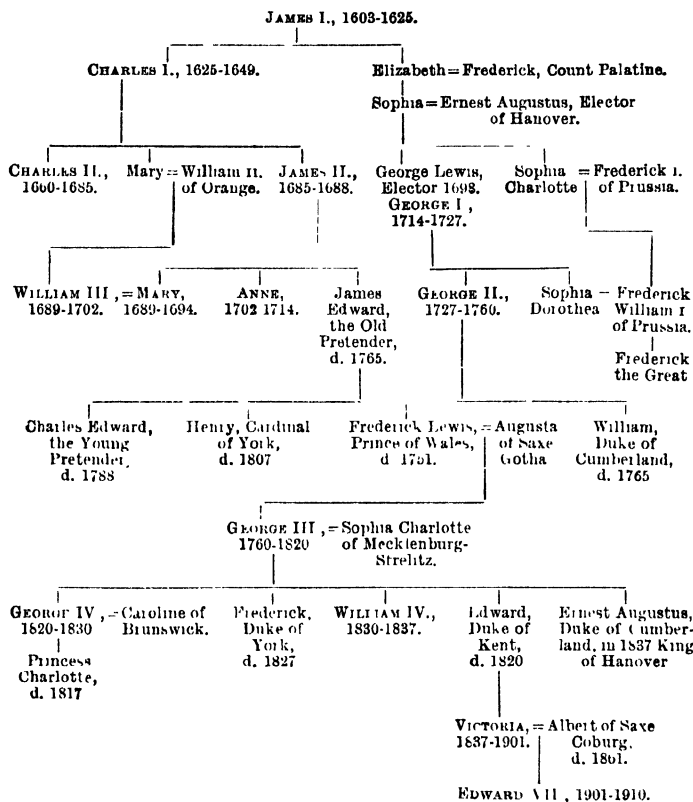 JAMES I., 1603-1625.
CHARLES I., 1625-1649.
Elizabeth=Frederick, Count Palatine.
Sophia=Ernest Augustus, Elector
of Hanover.
CHARLES II.,
1660-1685.
Mary=William II.
of Orange.
JAMES II.,
1685-1688.
George Lewis,
Elector 1698.
GEORGE I,
1714-1727.
Sophia = Frederick I.
Charlotte of Prussia.
WILLIAM III, = MARY,
1689-1702. 1689-1694.
ANNE,
1702 1714.
James
Edward,
the Old
Pretender,
d. 1765.
GEORGE II.,
1727-1760.
Sophia – Frederick
Dorothea William I
of Prussia.
Frederick
the Great
Charles Edward,
the Young
Pretender,
d. 1788
Henry, Cardinal
of York,
d. 1807
Frederick Lewis, = Augusta
Prince of Wales, of Saxe
d 1751. Gotha
William,
Duke of
Cumberland,
d. 1765
GEORGE III, = Sophia Charlotte
1760-1820 of Mecklenburg-
Strelitz.
GEORGE IV, = Caroline of
1820-1830 Brunswick.
Frederick,
Duke of
York,
d. 1827
WILLIAM IV.,
1830-1837.
Edward,
Duke of
Kent,
d. 1820
Ernest Augustus,
Duke of Cumber-
land, in 1837 King
of Hanover
Princess
Charlotte,
d. 1817
VICTORIA, = Albert of Saxe
1837-1901. Coburg,
d. 1861.
EDWARD VII, 1901-1910.